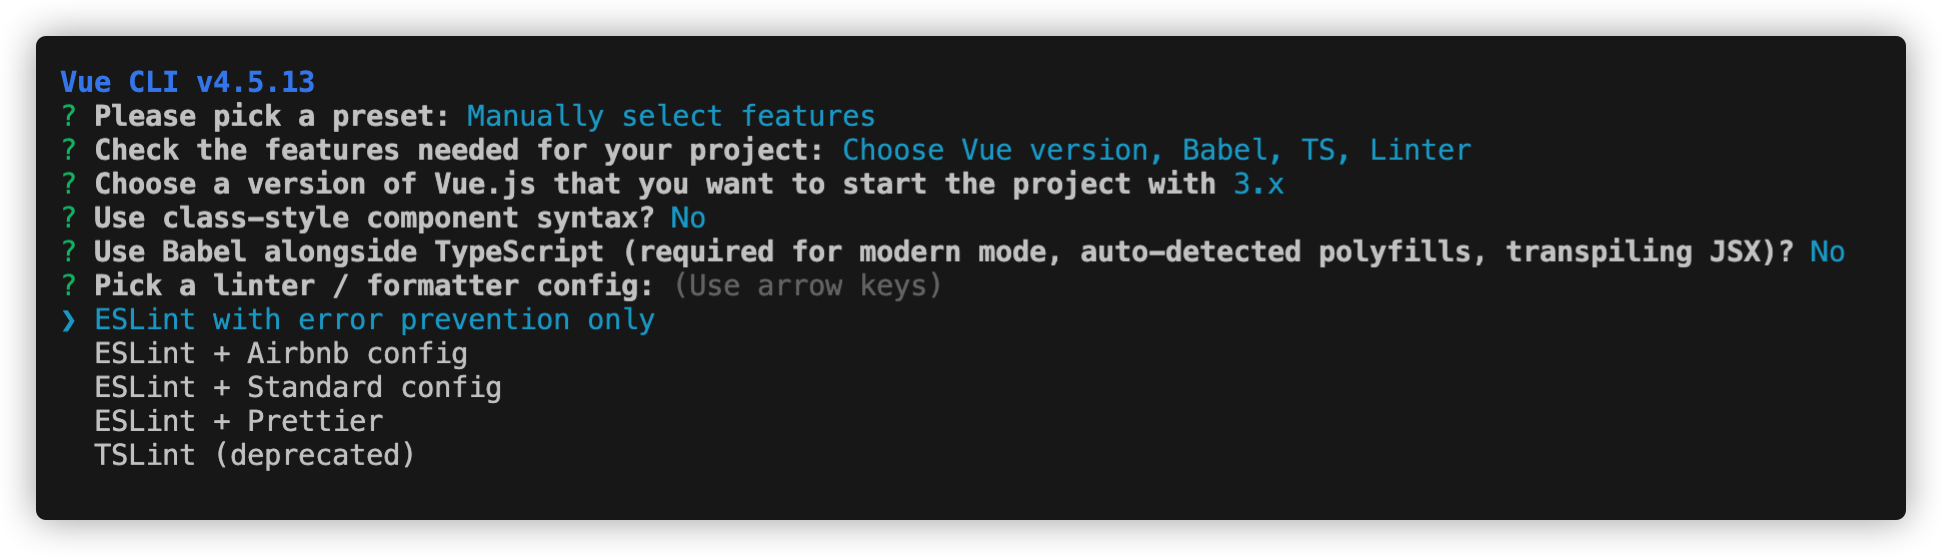 Vue CLI v4.5.13
? Please pick a preset: Manually select features
? Check the features needed for your project: Choose Vue version, Babel, TS, Linter
? Choose a version of Vue.js that you want to start the project with 3.x
? Use class-style component syntax? No
? Use Babel alongside TypeScript (required for modern mode, auto-detected polyfills, transpiling JSX)? No
? Pick a linter / formatter config: (Use arrow keys)
❯ ESLint with error prevention only
ESLint + Airbnb config
ESLint + Standard config
ESLint + Prettier
TSLint (deprecated)